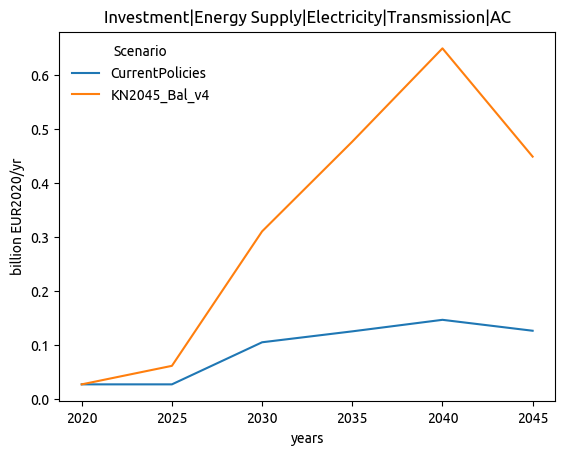 Investment|Energy Supply|Electricity|Transmission|AC
Scenario
CurrentPolicies
KN2045_Bal_v4
billion EUR2020/yr
0.6
0.5
0.4
0.3
0.2
0.1
0.0
2020 2025 2030 2035 2040 2045
years